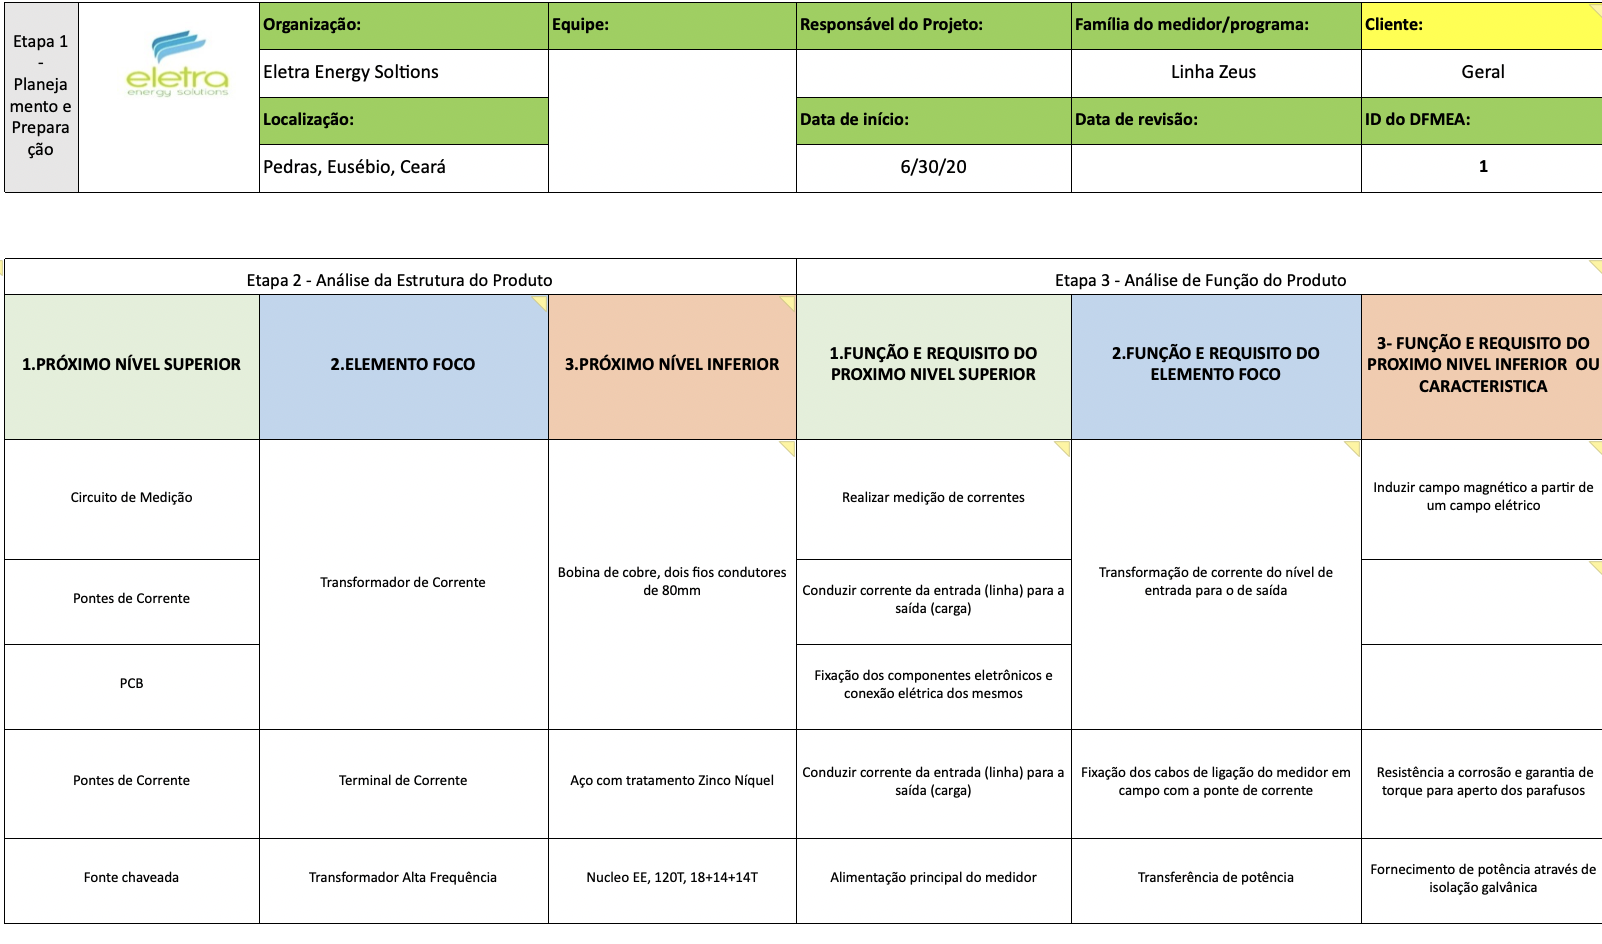 Etapa 1
-
Planeja
mento e
Prepara
ção
eletra
energy solutions
Organização:
Equipe:
Responsável do Projeto:
Família do medidor/programa:
Cliente:
Eletra Energy Soltions
Linha Zeus
Geral
Localização:
Data de início:
Data de revisão:
ID do DFMEA:
Pedras, Eusébio, Ceará
6/30/20
1
Etapa 2 - Análise da Estrutura do Produto
Etapa 3 - Análise de Função do Produto
1.PRÓXIMO NÍVEL SUPERIOR
2.ELEMENTO FOCO
3.PRÓXIMO NÍVEL INFERIOR
1.FUNÇÃO E REQUISITO DO
PROXIMO NIVEL SUPERIOR
2.FUNÇÃO E REQUISITO DO
ELEMENTO FOCO
3- FUNÇÃO E REQUISITO DO
PROXIMO NIVEL INFERIOR OU
CARACTERISTICA
Circuito de Medição
Transformador de Corrente
Bobina de cobre, dois fios condutores
de 80mm
Realizar medição de correntes
Transformação de corrente do nível de
entrada para o de saída
Induzir campo magnético a partir de
um campo elétrico
Pontes de Corrente
Conduzir corrente da entrada (linha) para a
saída (carga)
PCB
Fixação dos componentes eletrônicos e
conexão elétrica dos mesmos
Pontes de Corrente
Terminal de Corrente
Aço com tratamento Zinco Níquel
Conduzir corrente da entrada (linha) para a
saída (carga)
Fixação dos cabos de ligação do medidor em
campo com a ponte de corrente
Resistência a corrosão e garantia de
torque para aperto dos parafusos
Fonte chaveada
Transformador Alta Frequência
Nucleo EE, 120T, 18+14+14T
Alimentação principal do medidor
Transferência de potência
Fornecimento de potência através de
isolação galvânica